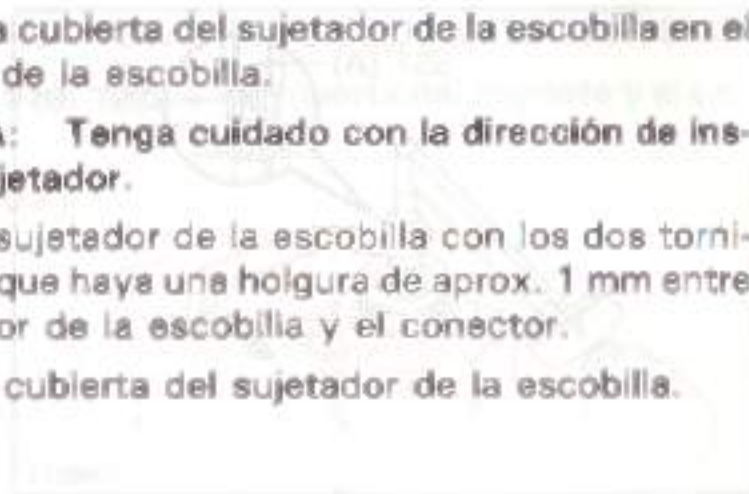 a cubierta del sujetador de la escobilla en el
de la escobilla.
A: Tenga cuidado con la dirección de ins-
jetador.
sujetador de la escobilla con los dos torni-
que haya una holgura de aprox. 1 mm entre
or de la escobilla y el conector.
cubierta del sujetador de la escobilla.